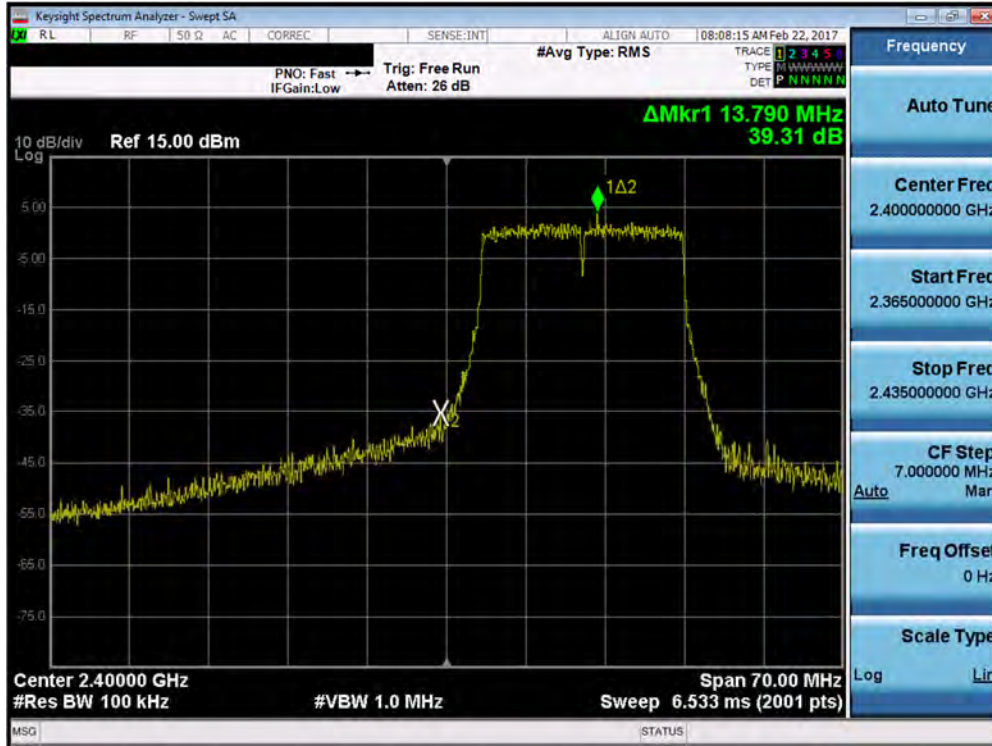 Keysight Spectrum Analyzer - Swept SA
LXI RL RF 50 Ω AC CORREC SENSE:INT ALIGN AUTO 08:08:15 AM Feb 22, 2017
PNO: Fast
IFGain:Low
Trig: Free Run
Atten: 26 dB
#Avg Type: RMS
TRACE 1 2 3 4 5 6
TYPE M WWWWW
DET P N N N N N
ΔMkr1 13.790 MHz
39.31 dB
10 dB/div
Log
Ref 15.00 dBm
1Δ2
X2
5.00
-5.00
-15.0
-25.0
-35.0
-45.0
-55.0
-65.0
-75.0
Center 2.40000 GHz
Span 70.00 MHz
#Res BW 100 kHz
#VBW 1.0 MHz
Sweep 6.533 ms (2001 pts)
MSG
STATUS
Frequency
Auto Tune
Center Freq
2.400000000 GHz
Start Freq
2.365000000 GHz
Stop Freq
2.435000000 GHz
CF Step
7.000000 MHz
Auto Man
Freq Offset
0 Hz
Scale Type
Log Lin